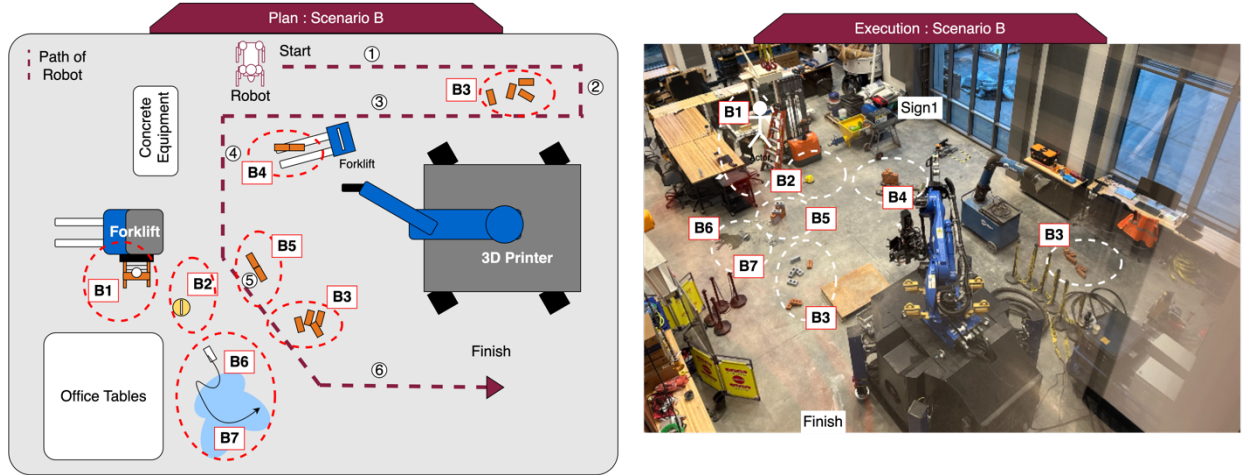 Plan : Scenario B
Path of
Robot
Start
①
Robot
B3
②
③
Concrete
Equipment
④
Forklift
B4
Forklift
3D Printer
B5
B1
B2
⑤
B3
B6
Finish
⑥
Office Tables
B7
Execution : Scenario B
Sign1
B1
Actor
B2
B4
B5
B6
B3
B7
B3
Finish